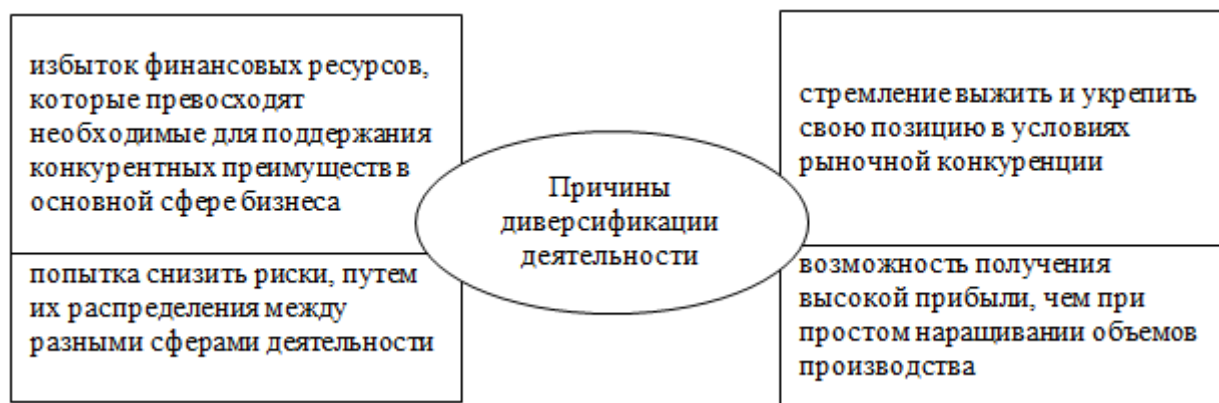 избыток финансовых ресурсов,
которые превосходят
необходимые для поддержания
конкурентных преимуществ в
основной сфере бизнеса
попытка снизить риски, путем
их распределения между
разными сферами деятельности
Причины
диверсификации
деятельности
стремление выжить и укрепить
свою позицию в условиях
рыночной конкуренции
возможность получения
высокой прибыли, чем при
простом наращивании объемов
производства